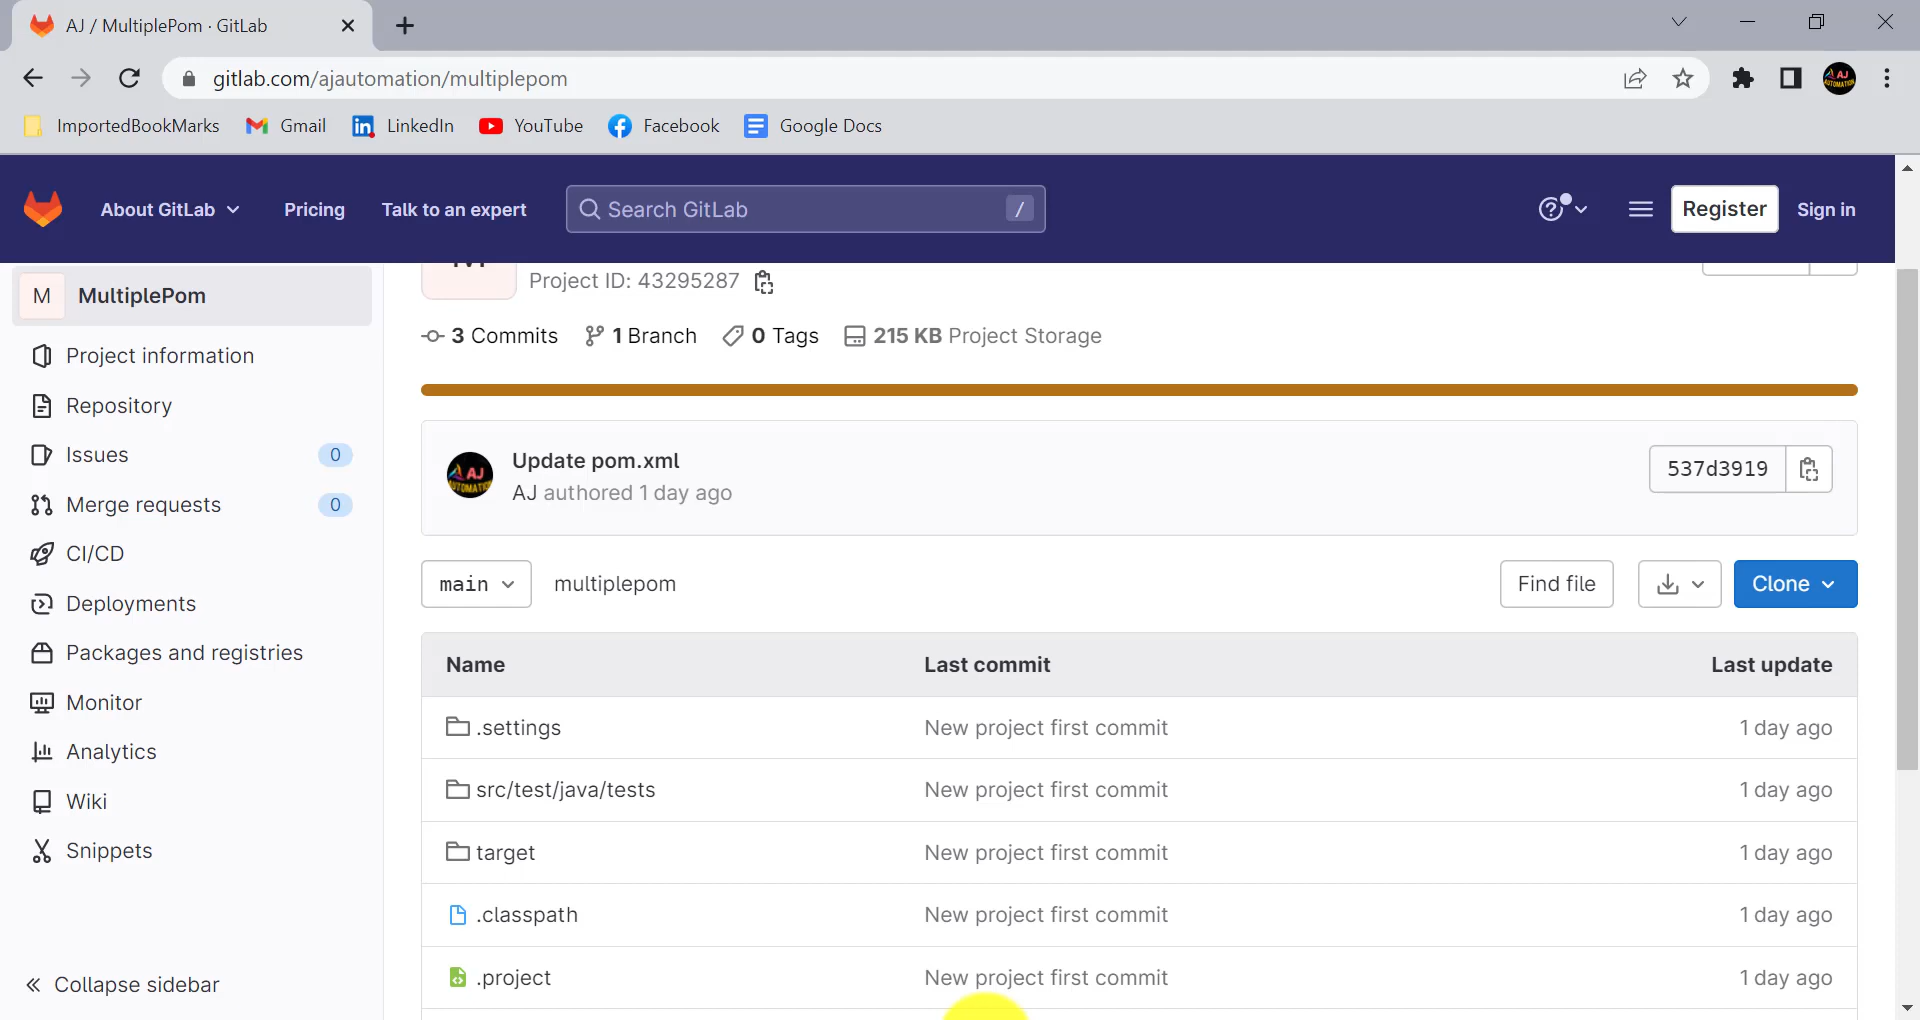 AJ / MultiplePom · GitLab
gitlab.com/ajautomation/multiplepom
ImportedBookMarks Gmail LinkedIn YouTube Facebook Google Docs
About GitLab Pricing Talk to an expert Search GitLab / Register Sign in
M MultiplePom
Project information
Repository
Issues 0
Merge requests 0
CI/CD
Deployments
Packages and registries
Monitor
Analytics
Wiki
Snippets
Collapse sidebar
Project ID: 43295287
3 Commits 1 Branch 0 Tags 215 KB Project Storage
Update pom.xml
AJ authored 1 day ago
537d3919
main multiplepom Find file Clone
Name Last commit Last update
.settings New project first commit 1 day ago
src/test/java/tests New project first commit 1 day ago
target New project first commit 1 day ago
.classpath New project first commit 1 day ago
.project New project first commit 1 day ago